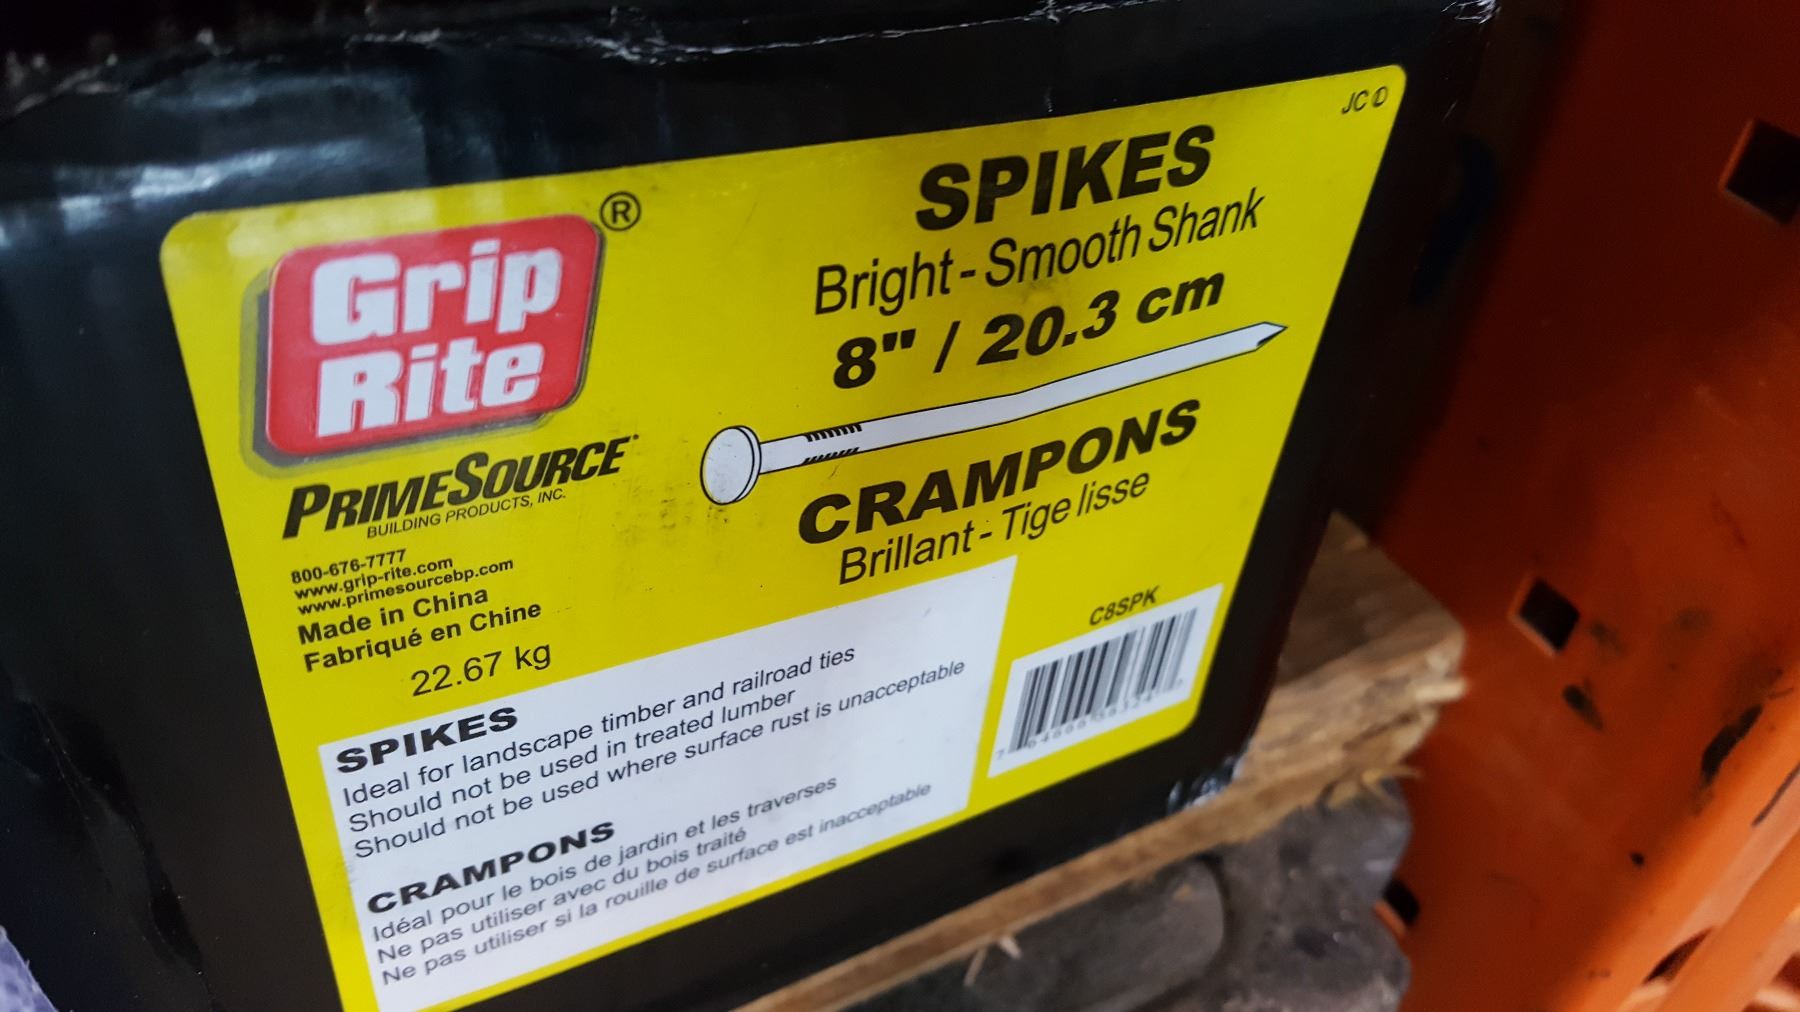 JC
Grip
Rite
®
PRIMESOURCE
BUILDING PRODUCTS, INC.
800-676-7777
www.grip-rite.com
www.primesourcebp.com
Made in China
Fabriqué en Chine
22.67 kg
SPIKES
Bright - Smooth Shank
8" / 20.3 cm
CRAMPONS
Brillant - Tige lisse
SPIKES
Ideal for landscape timber and railroad ties
Should not be used in treated lumber
Should not be used where surface rust is unacceptable
CRAMPONS
Idéal pour le bois de jardin et les traverses
Ne pas utiliser avec du bois traité
Ne pas utiliser si la rouille de surface est inacceptable
C8SPK